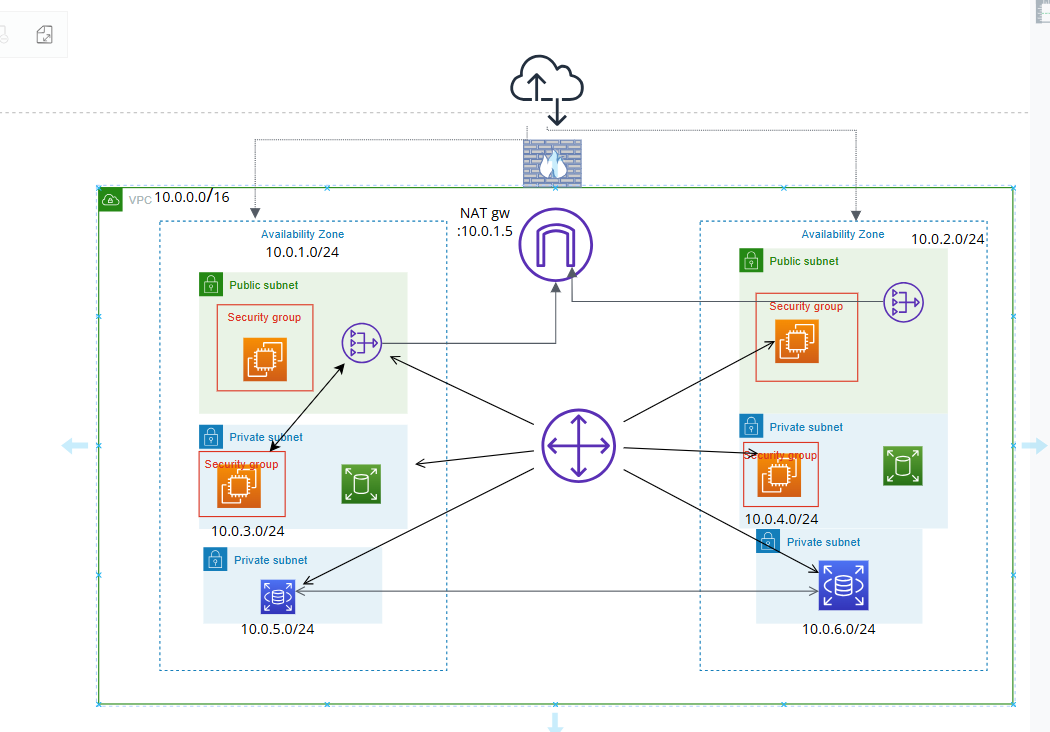 VPC 10.0.0.0/16
NAT gw
:10.0.1.5
Availability Zone
10.0.1.0/24
Public subnet
Security group
Private subnet
Security group
10.0.3.0/24
Private subnet
10.0.5.0/24
Availability Zone
10.0.2.0/24
Public subnet
Security group
Private subnet
Security group
10.0.4.0/24
Private subnet
10.0.6.0/24